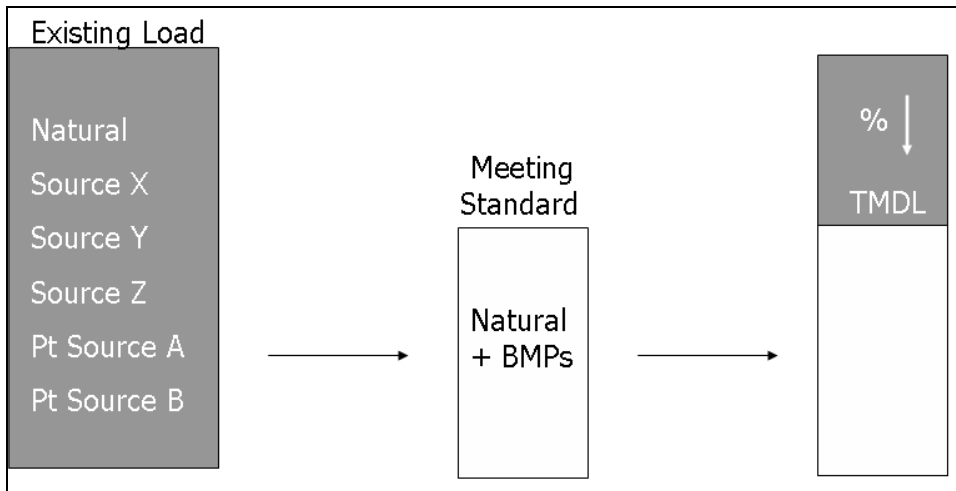 Existing Load
Natural
Source X
Source Y
Source Z
Pt Source A
Pt Source B
Meeting
Standard
Natural
+ BMPs
%
TMDL